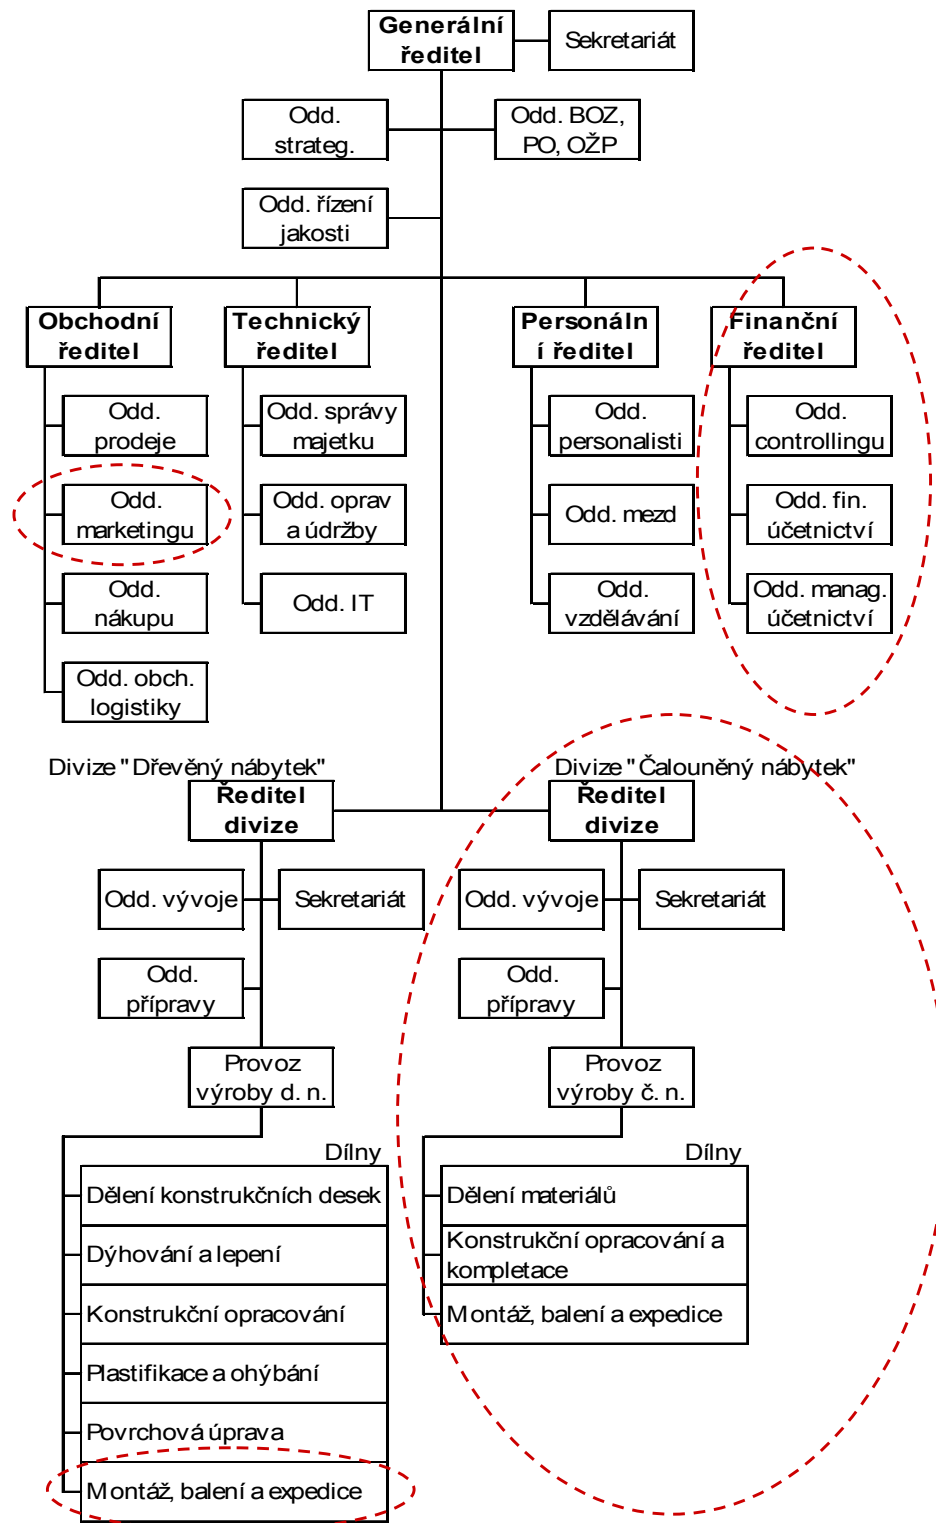 Generální
ředitel
Sekretariát
Odd.
strateg.
Odd. BOZ,
PO, OŽP
Odd. řízení
jakosti
Obchodní
ředitel
Technický
ředitel
Personáln
í ředitel
Finanční
ředitel
Odd.
prodeje
Odd. správy
majetku
Odd.
personalisti
Odd.
controllingu
Odd.
marketingu
Odd. oprav
a údržby
Odd. mezd
Odd. fin.
účetnictví
Odd.
nákupu
Odd. IT
Odd.
vzdělávání
Odd. manag.
účetnictví
Odd. obch.
logistiky
Divize "Dřevěný nábytek"
Divize "Čalouněný nábytek"
Ředitel
divize
Ředitel
divize
Odd. vývoje
Sekretariát
Odd. vývoje
Sekretariát
Odd.
přípravy
Odd.
přípravy
Provoz
výroby d. n.
Provoz
výroby č. n.
Dílny
Dělení konstrukčních desek
Dýhování a lepení
Konstrukční opracování
Plastifikace a ohýbání
Povrchová úprava
Montáž, balení a expedice
Dílny
Dělení materiálů
Konstrukční opracování a
kompletace
Montáž, balení a expedice